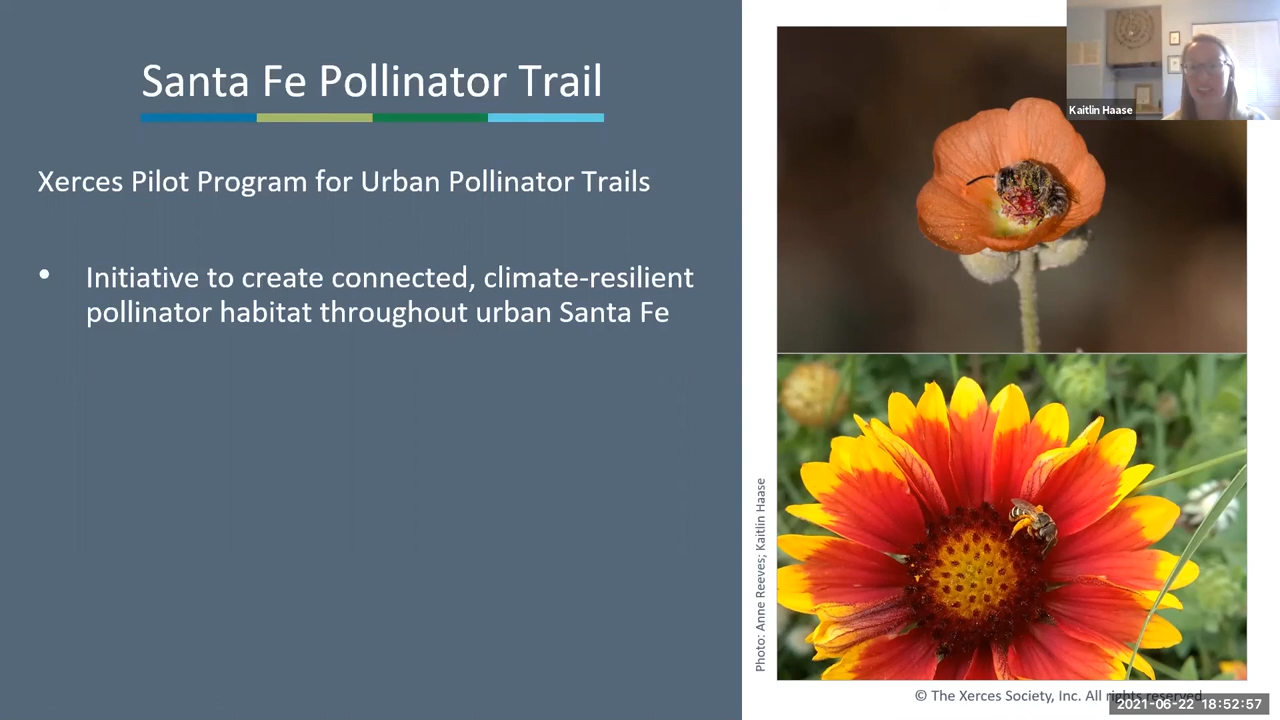 Santa Fe Pollinator Trail
Xerces Pilot Program for Urban Pollinator Trails
• Initiative to create connected, climate-resilient
pollinator habitat throughout urban Santa Fe
Kaitlin Haase
Photo: Anne Reeves; Kaitlin Haase
© The Xerces Society, Inc. All rights reserved
2021-06-22 18:52:57